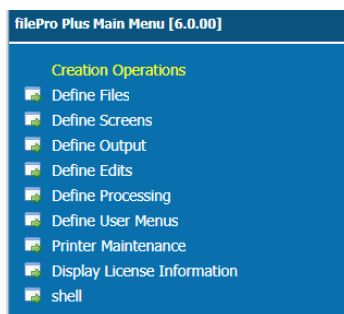 filePro Plus Main Menu [6.0.00]
Creation Operations
Define Files
Define Screens
Define Output
Define Edits
Define Processing
Define User Menus
Printer Maintenance
Display License Information
shell